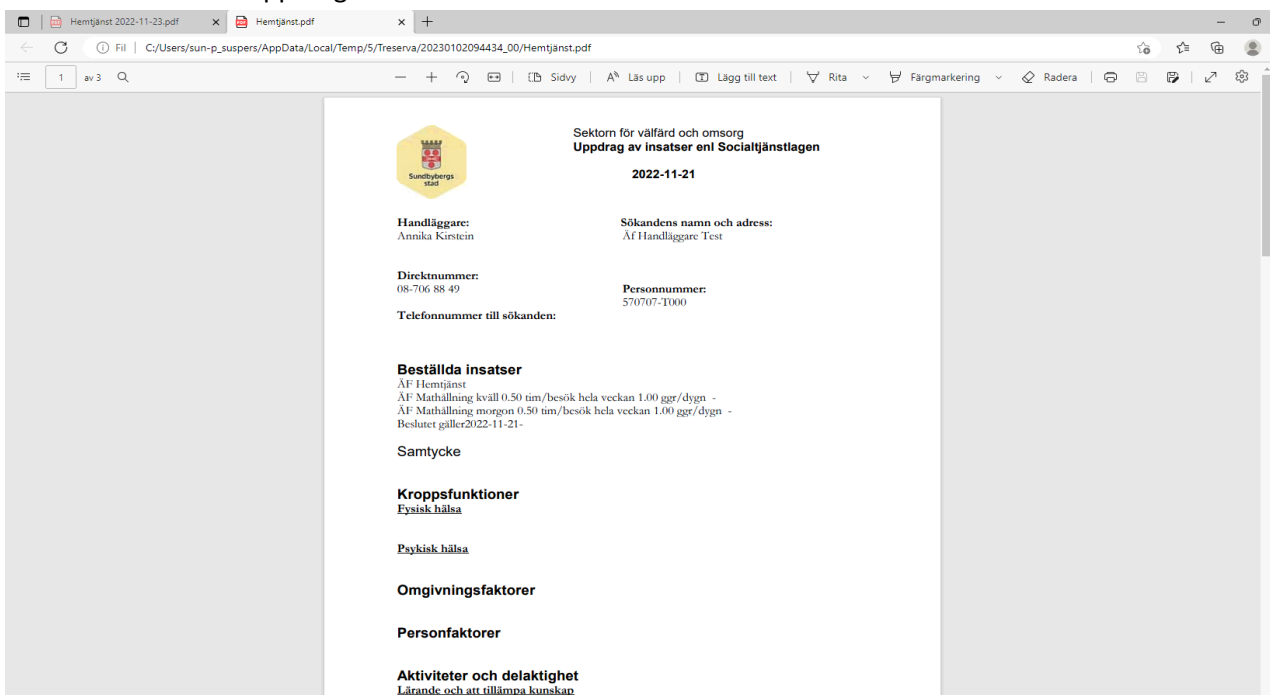 Hemtjänst 2022-11-23.pdf
Hemtjänst.pdf
Fil
C:/Users/sun-p_suspers/AppData/Local/Temp/5/Treserva/20230102094434_00/Hemtjänst.pdf
1 av 3
Sidvy
Läs upp
Lägg till text
Rita
Färgmarkering
Radera
Sundbybergs
stad
Sektorn för välfärd och omsorg
Uppdrag av insatser enl Socialtjänstlagen
2022-11-21
Handläggare:
Annika Kirstein
Sökandens namn och adress:
Äf Handläggare Test
Direktnummer:
08-706 88 49
Personnummer:
570707-T000
Telefonnummer till sökanden:
Beställda insatser
ÄF Hemtjänst
ÄF Mathållning kväll 0.50 tim/besök hela veckan 1.00 ggr/dygn -
ÄF Mathållning morgon 0.50 tim/besök hela veckan 1.00 ggr/dygn -
Beslutet gäller2022-11-21-
Samtycke
Kroppsfunktioner
Fysisk hälsa
Psykisk hälsa
Omgivningsfaktorer
Personfaktorer
Aktiviteter och delaktighet
Lärande och att tillämpa kunskap